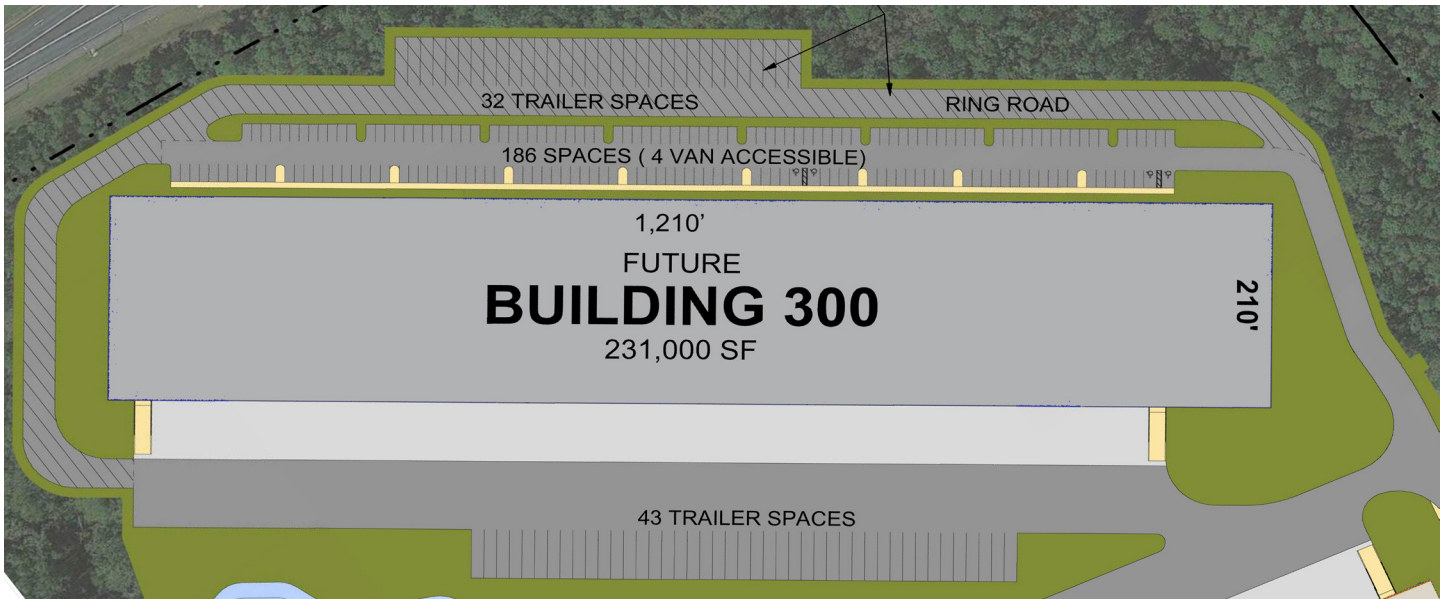 32 TRAILER SPACES
RING ROAD
186 SPACES ( 4 VAN ACCESSIBLE)
1,210'
FUTURE
BUILDING 300
231,000 SF
210'
43 TRAILER SPACES